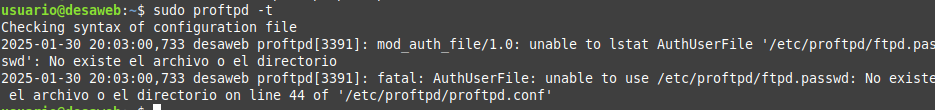 usuario@desaweb:~$ sudo proftpd -t
Checking syntax of configuration file
2025-01-30 20:03:00,733 desaweb proftpd[3391]: mod_auth_file/1.0: unable to lstat AuthUserFile '/etc/proftpd/ftpd.pas
swd': No existe el archivo o el directorio
2025-01-30 20:03:00,733 desaweb proftpd[3391]: fatal: AuthUserFile: unable to use /etc/proftpd/ftpd.passwd: No existe
 el archivo o el directorio on line 44 of '/etc/proftpd/proftpd.conf'
usuario@desaweb:~$